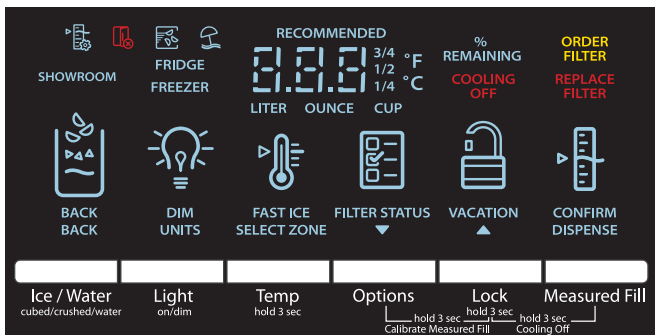 RECOMMENDED
SHOWROOM
FRIDGE
FREEZER
8.8.8
3/4
1/2
1/4
°F
°C
LITER OUNCE CUP
%
REMAINING
COOLING
OFF
ORDER
FILTER
REPLACE
FILTER
BACK
BACK
DIM
UNITS
FAST ICE
SELECT ZONE
FILTER STATUS
VACATION
CONFIRM
DISPENSE
Ice / Water
cubed/crushed/water
Light
on/dim
Temp
hold 3 sec
Options
Lock
hold 3 sec
Measured Fill
hold 3 sec
Calibrate Measured Fill
hold 3 sec
Cooling Off